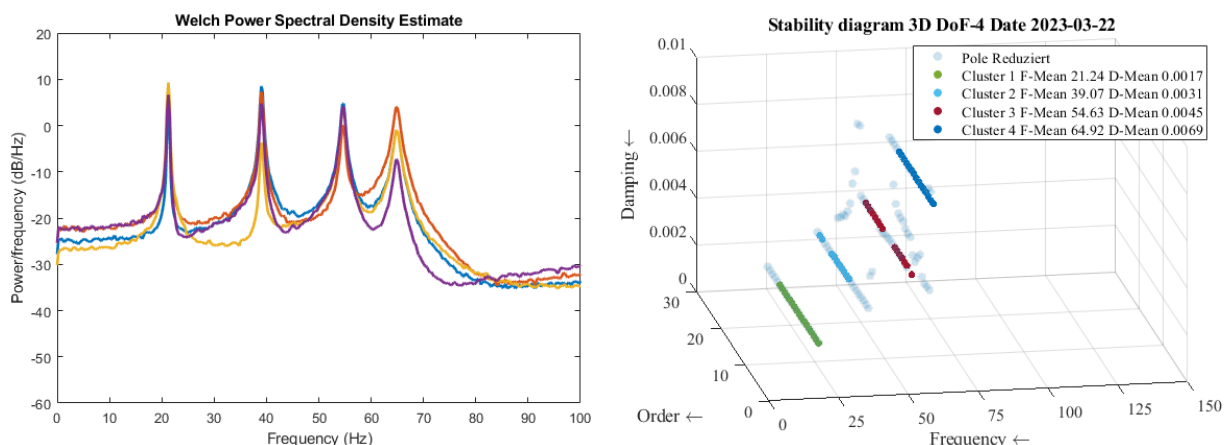 Welch Power Spectral Density Estimate
20
10
0
-10
-20
-30
-40
-50
-60
Power/frequency (dB/Hz)
0 10 20 30 40 50 60 70 80 90 100
Frequency (Hz)
Stability diagram 3D DoF-4 Date 2023-03-22
Pole Reduziert
Cluster 1 F-Mean 21.24 D-Mean 0.0017
Cluster 2 F-Mean 39.07 D-Mean 0.0031
Cluster 3 F-Mean 54.63 D-Mean 0.0045
Cluster 4 F-Mean 64.92 D-Mean 0.0069
0.01
0.008
0.006
0.004
0.002
0
Damping ←
30
20
10
0
Order ←
0 25 50 75 100 125 150
Frequency ←